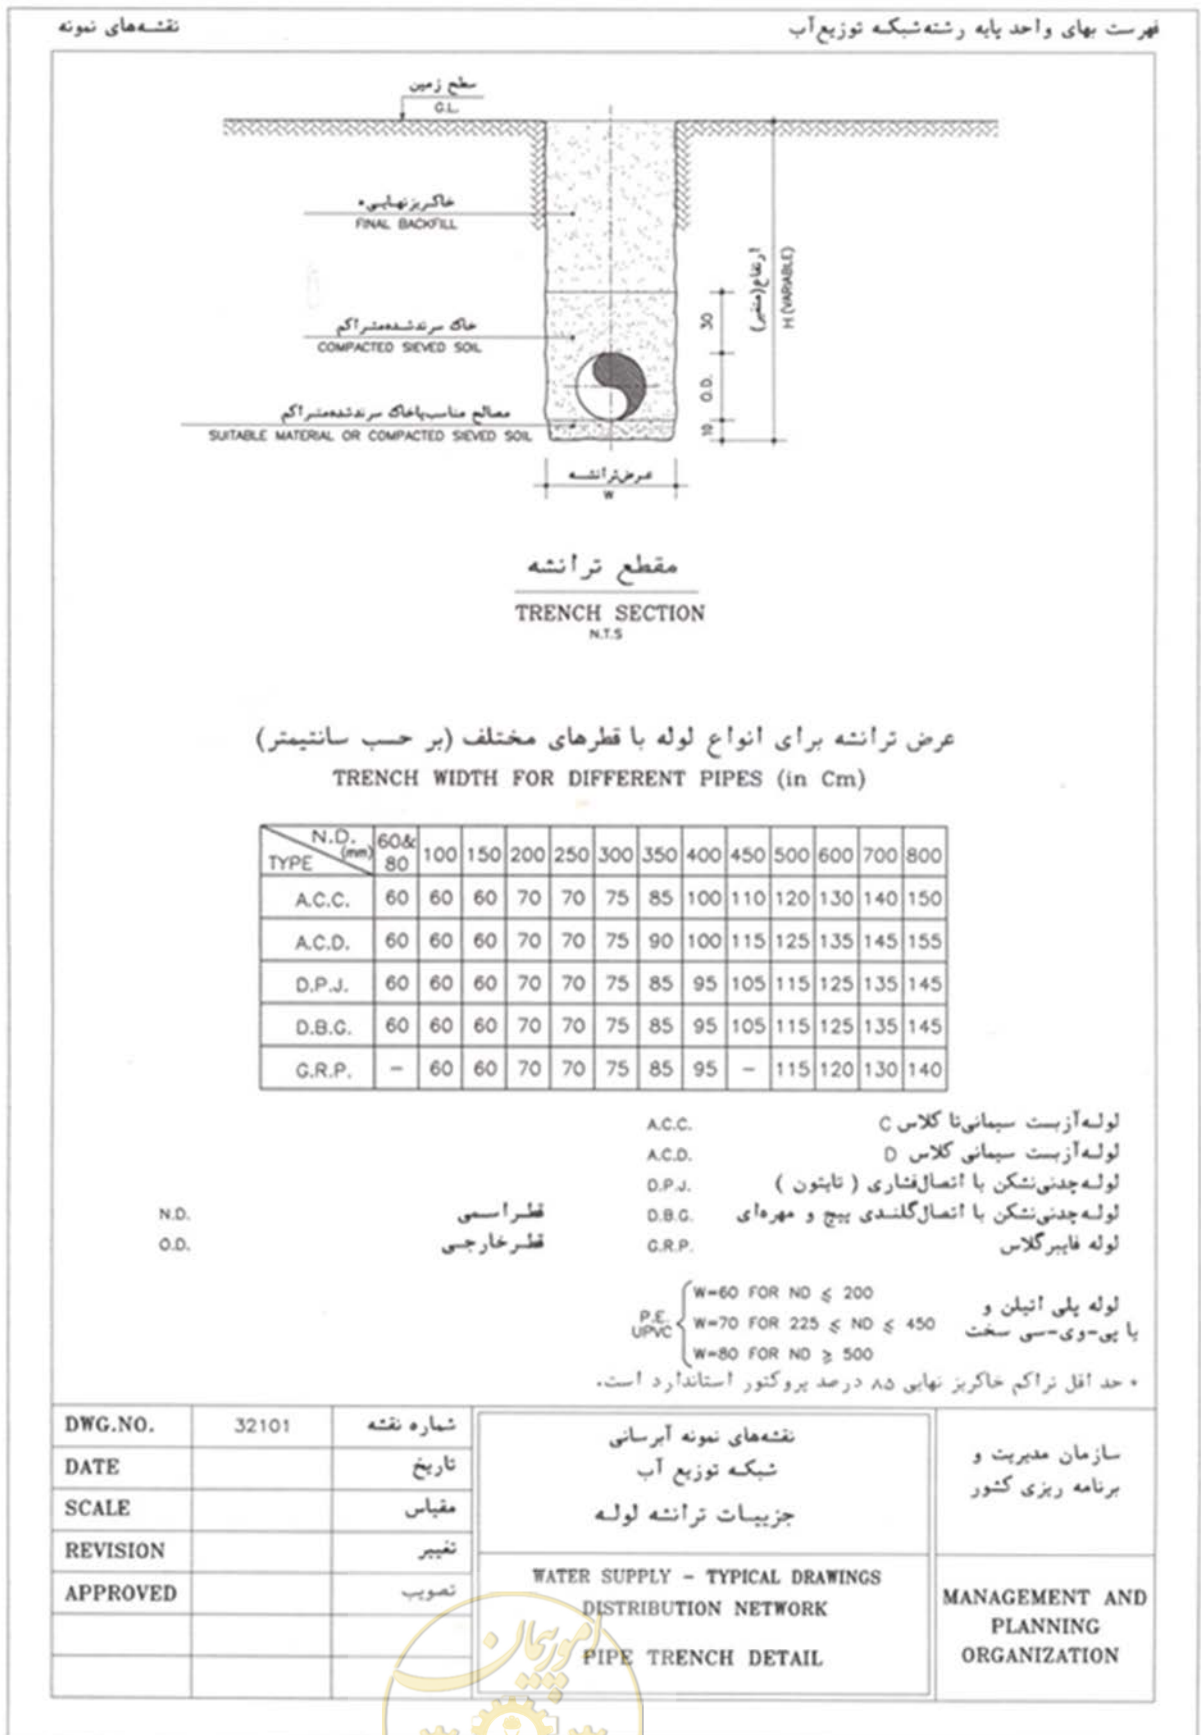 فهرست بهای واحد پایه رشته شبکه توزیع آب
نقشه‌های نمونه
سطح زمین
G.L.
خاکریز نهایی*
FINAL BACKFILL
خاک سرند شده متراکم
COMPACTED SIEVED SOIL
مصالح مناسب یا خاک سرند شده متراکم
SUITABLE MATERIAL OR COMPACTED SIEVED SOIL
30
O.D.
10
ارتفاع (متغیر)
H (VARIABLE)
عرض ترانشه
W
مقطع ترانشه
TRENCH SECTION
N.T.S
عرض ترانشه برای انواع لوله با قطرهای مختلف (بر حسب سانتیمتر)
TRENCH WIDTH FOR DIFFERENT PIPES (in Cm)
TYPE N.D. (mm) 60& 80 100 150 200 250 300 350 400 450 500 600 700 800
A.C.C. 60 60 60 70 70 75 85 100 110 120 130 140 150
A.C.D. 60 60 60 70 70 75 90 100 115 125 135 145 155
D.P.J. 60 60 60 70 70 75 85 95 105 115 125 135 145
D.B.G. 60 60 60 70 70 75 85 95 105 115 125 135 145
G.R.P. – 60 60 70 70 75 85 95 – 115 120 130 140
لوله آزبست سیمانی تا کلاس C A.C.C.
لوله آزبست سیمانی کلاس D A.C.D.
لوله چدنی نشکن با اتصال فشاری ( تایتون ) D.P.J.
لوله چدنی نشکن با اتصال گلندی پیچ و مهره‌ای D.B.G.
قطر اسمی N.D.
لوله فایبرگلاس G.R.P.
قطر خارجی O.D.
لوله پلی اتیلن و
یا پی-وی-سی سخت
P.E.
UPVC
W=60 FOR ND ≤ 200
W=70 FOR 225 ≤ ND ≤ 450
W=80 FOR ND ≥ 500
* حد اقل تراکم خاکریز نهایی ۸۵ درصد پروکتور استاندارد است.
DWG.NO. 32101 شماره نقشه
DATE تاریخ
SCALE مقیاس
REVISION تغییر
APPROVED تصویب
نقشه‌های نمونه آبرسانی
شبکه توزیع آب
جزییات ترانشه لوله
WATER SUPPLY – TYPICAL DRAWINGS
DISTRIBUTION NETWORK
PIPE TRENCH DETAIL
سازمان مدیریت و
برنامه ریزی کشور
MANAGEMENT AND
PLANNING
ORGANIZATION
امور پیمان